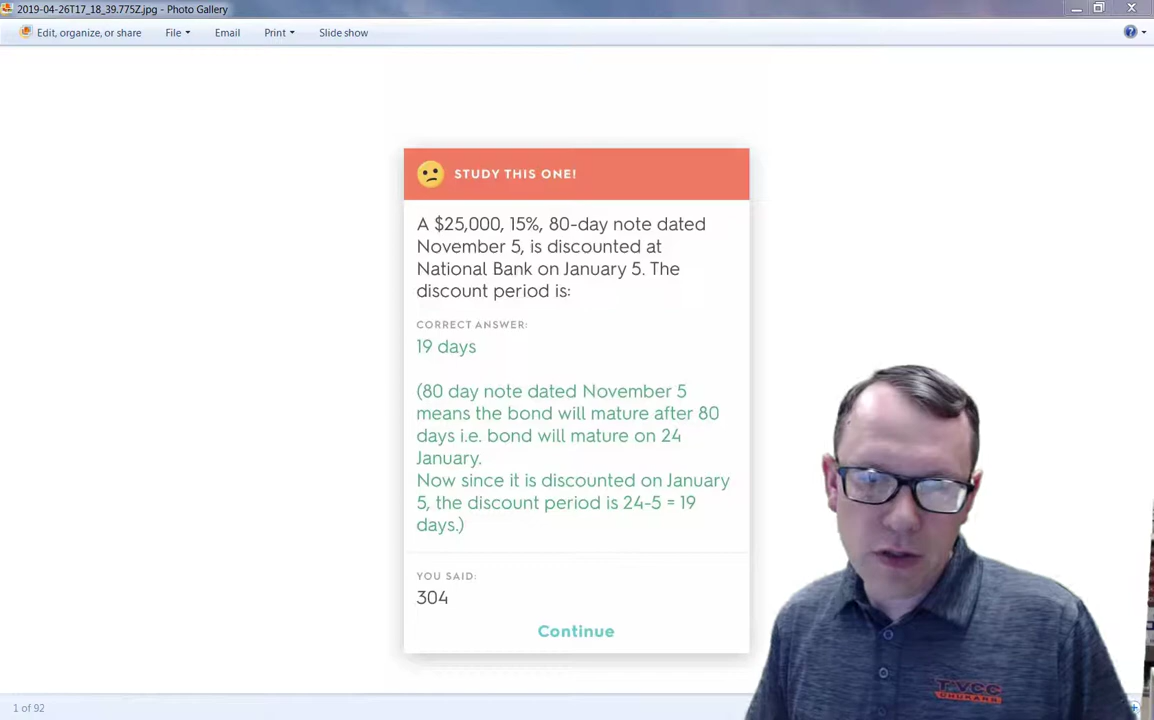 2019-04-26T17_18_39.775Z.jpg - Photo Gallery
Edit, organize, or share File Email Print Slide show
STUDY THIS ONE!
A $25,000, 15%, 80-day note dated
November 5, is discounted at
National Bank on January 5. The
discount period is:
CORRECT ANSWER:
19 days
(80 day note dated November 5
means the bond will mature after 80
days i.e. bond will mature on 24
January.
Now since it is discounted on January
5, the discount period is 24-5 = 19
days.)
YOU SAID:
304
Continue
TVCC
CHUKARS
1 of 92